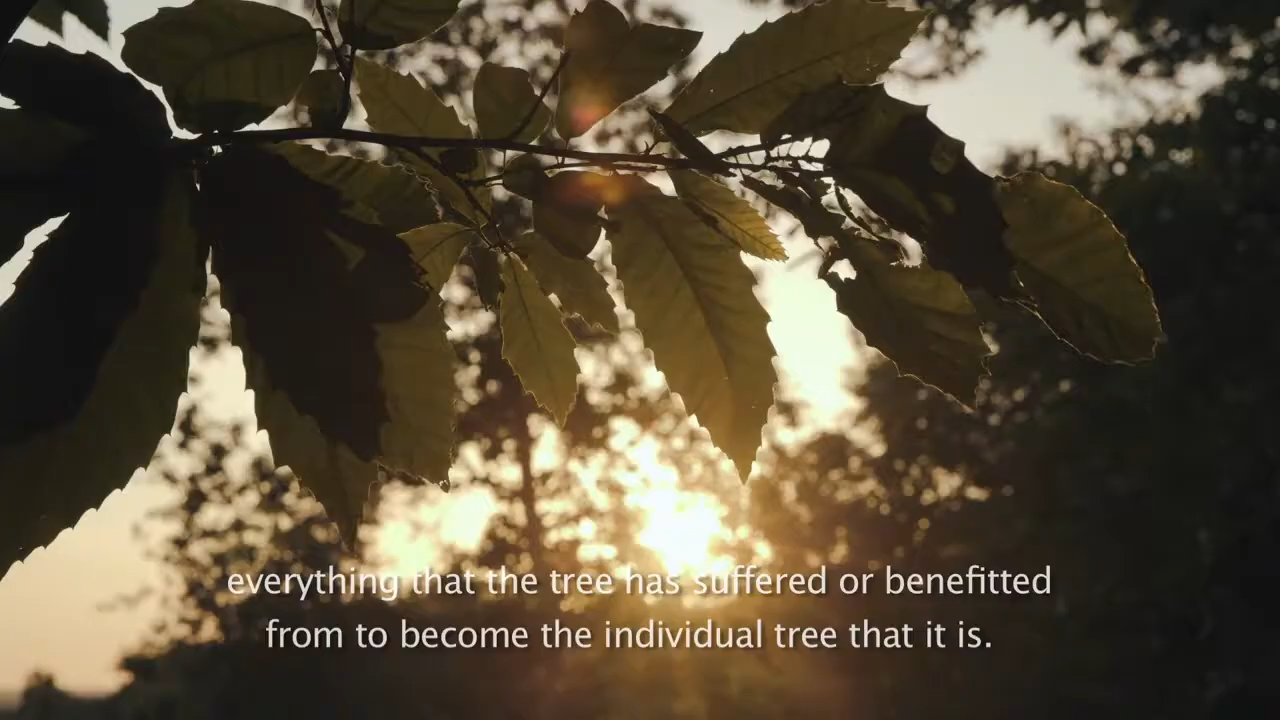 everything that the tree has suffered or benefitted
from to become the individual tree that it is.